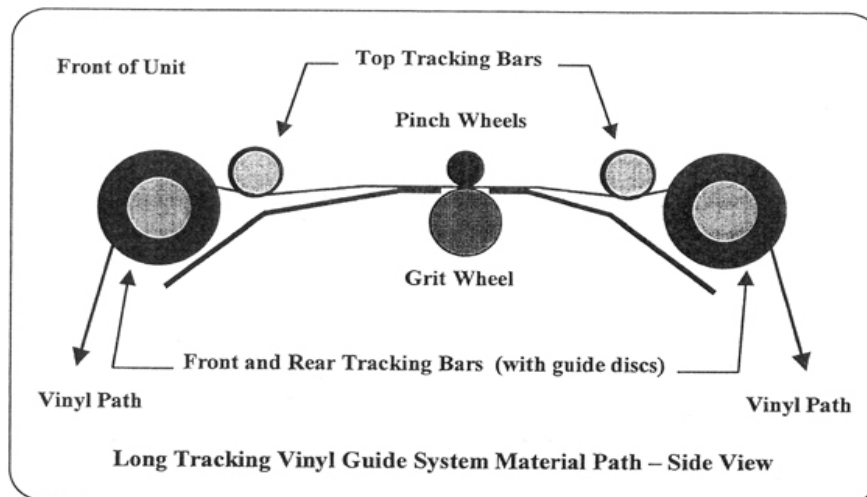 Front of Unit
Top Tracking Bars
Pinch Wheels
Grit Wheel
Front and Rear Tracking Bars (with guide discs)
Vinyl Path
Vinyl Path
Long Tracking Vinyl Guide System Material Path – Side View